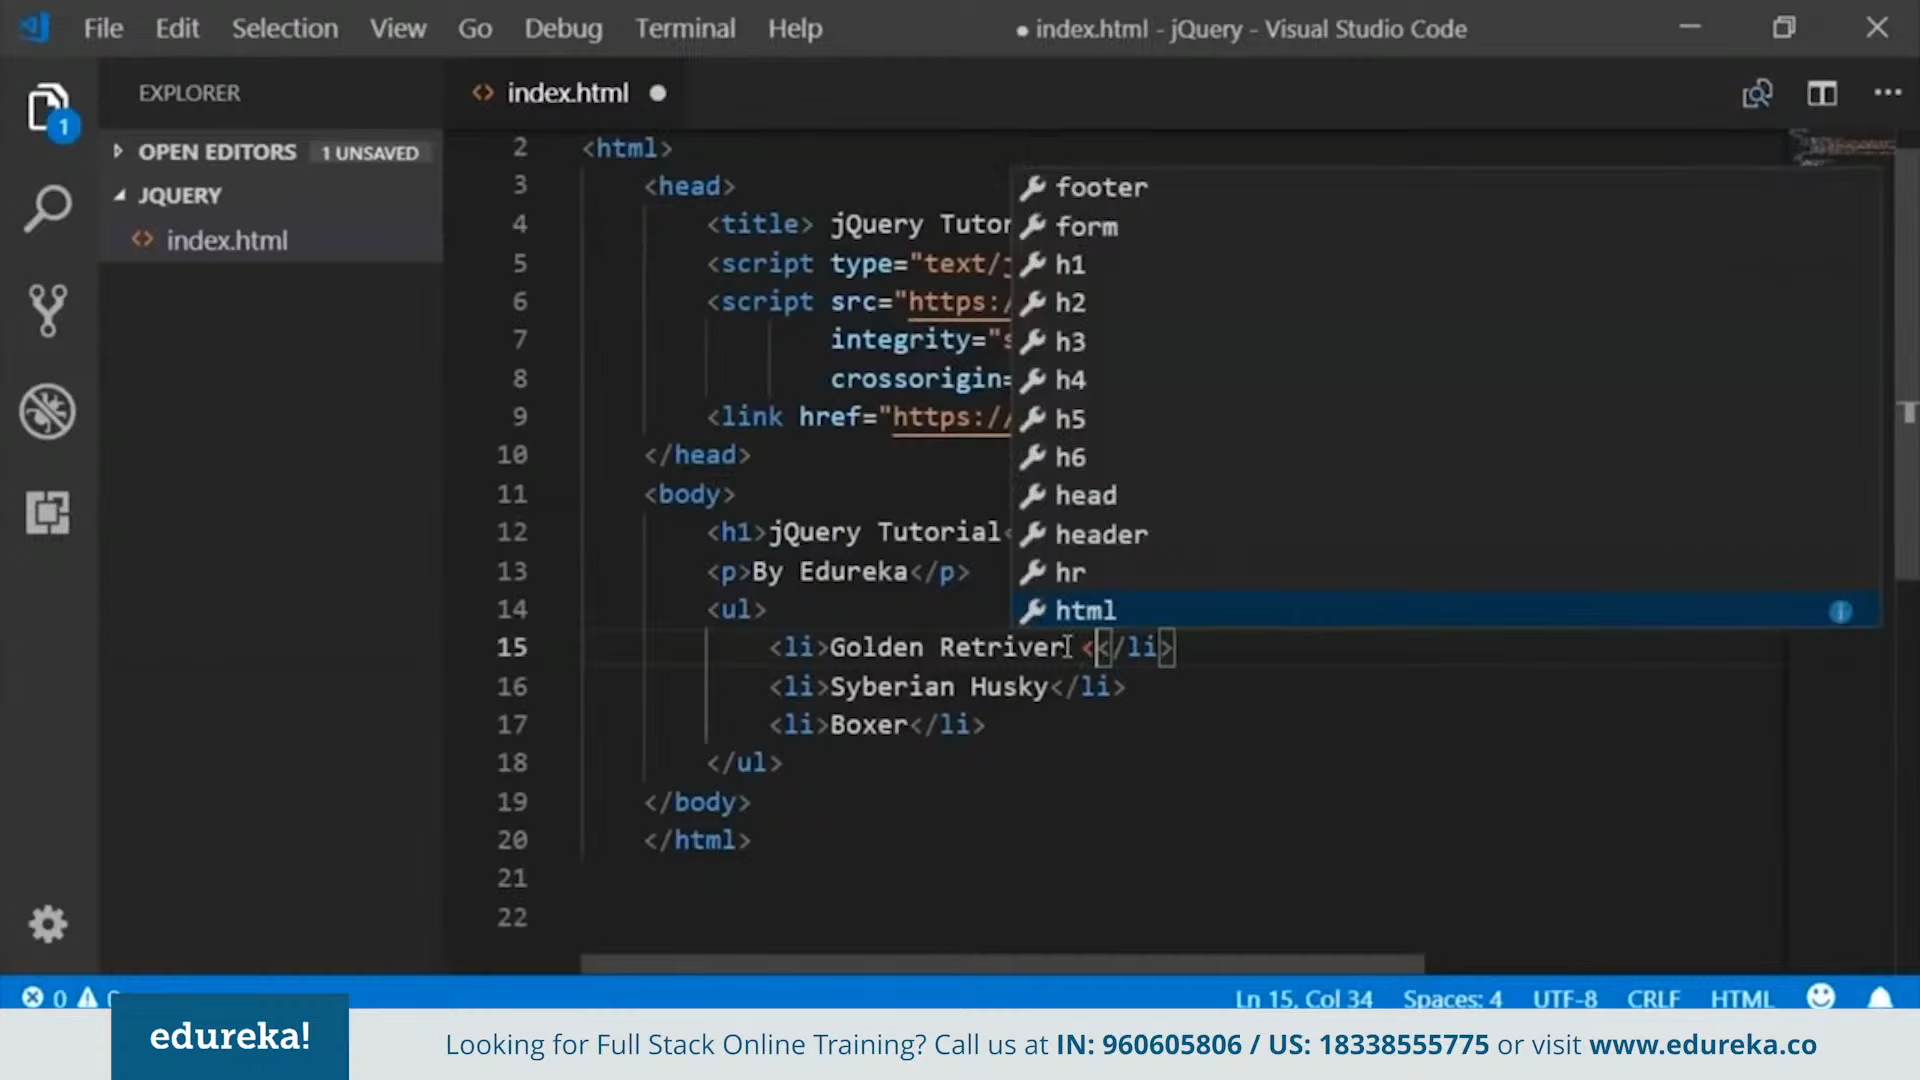 File Edit Selection View Go Debug Terminal Help ● index.html - jQuery - Visual Studio Code
EXPLORER
index.html
1
OPEN EDITORS 1 UNSAVED
JQUERY
index.html
2 <html>
3 <head>
4 <title> jQuery Tutor
5 <script type="text/j
6 <script src="https:/
7 integrity="s
8 crossorigin=
9 <link href="https://
10 </head>
11 <body>
12 <h1>jQuery Tutorial<
13 <p>By Edureka</p>
14 <ul>
15 <li>Golden Retriver <</li>
16 <li>Syberian Husky</li>
17 <li>Boxer</li>
18 </ul>
19 </body>
20 </html>
21
22
footer
form
h1
h2
h3
h4
h5
h6
head
header
hr
html
0 Ln 15, Col 34 Spaces: 4 UTF-8 CRLF HTML
edureka!
Looking for Full Stack Online Training? Call us at IN: 960605806 / US: 18338555775 or visit www.edureka.co